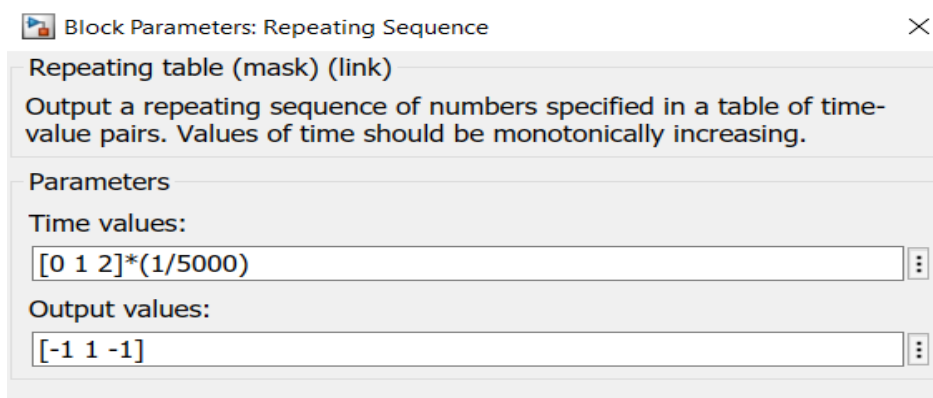 Block Parameters: Repeating Sequence
Repeating table (mask) (link)
Output a repeating sequence of numbers specified in a table of time-
value pairs. Values of time should be monotonically increasing.
Parameters
Time values:
[0 1 2]*(1/5000)
Output values:
[-1 1 -1]